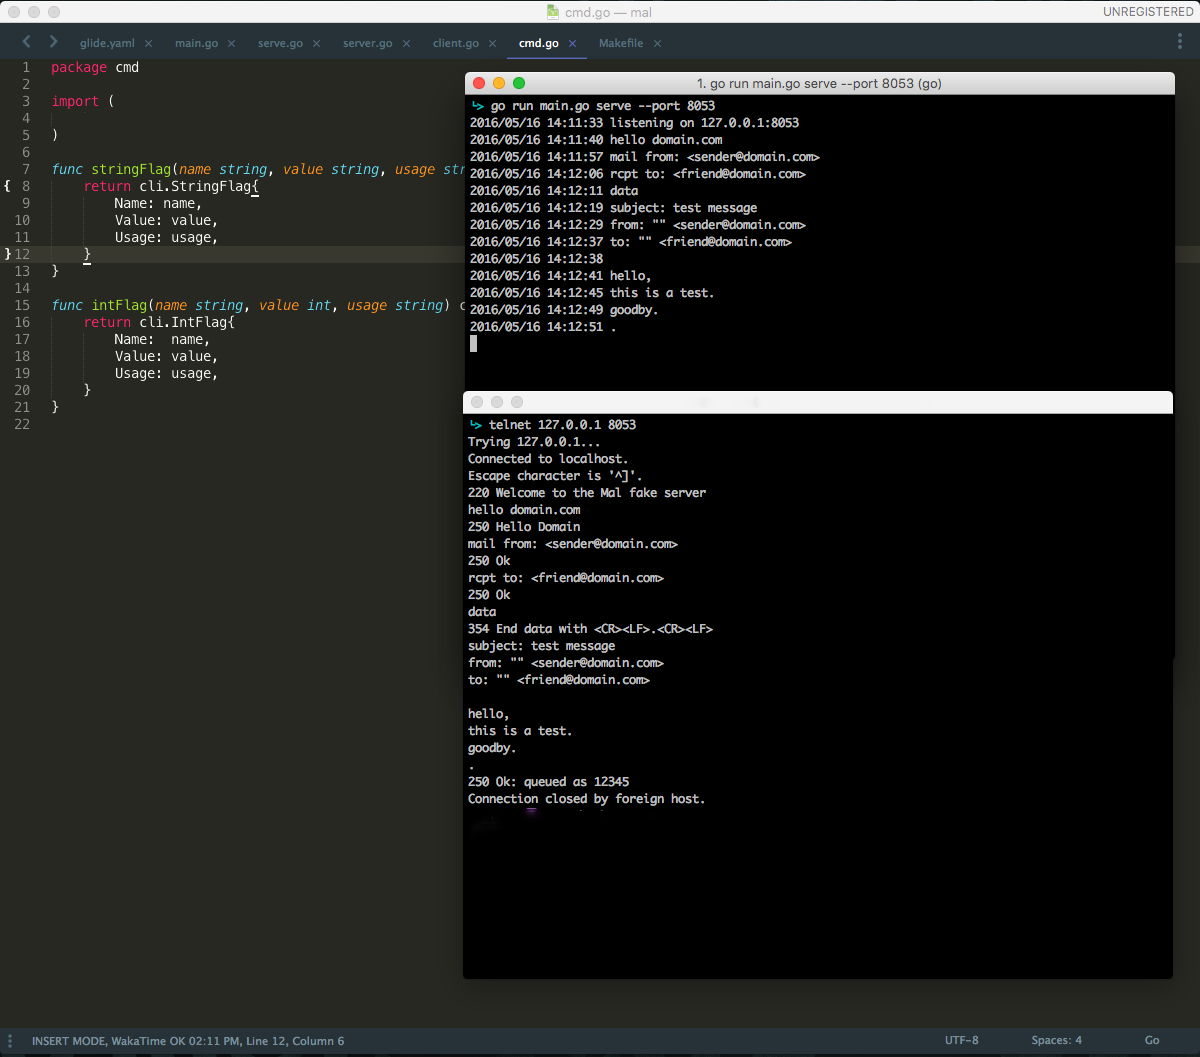 cmd.go — mal
UNREGISTERED
glide.yaml × main.go × serve.go × server.go × client.go × cmd.go × Makefile ×
1 package cmd
2
3 import (
4
5 )
6
7 func stringFlag(name string, value string, usage str
{ 8 return cli.StringFlag{
9 Name: name,
10 Value: value,
11 Usage: usage,
} 12 }
13 }
14
15 func intFlag(name string, value int, usage string) c
16 return cli.IntFlag{
17 Name:  name,
18 Value: value,
19 Usage: usage,
20 }
21 }
22
1. go run main.go serve --port 8053 (go)
go run main.go serve --port 8053
2016/05/16 14:11:33 listening on 127.0.0.1:8053
2016/05/16 14:11:40 hello domain.com
2016/05/16 14:11:57 mail from: <sender@domain.com>
2016/05/16 14:12:06 rcpt to: <friend@domain.com>
2016/05/16 14:12:11 data
2016/05/16 14:12:19 subject: test message
2016/05/16 14:12:29 from: "" <sender@domain.com>
2016/05/16 14:12:37 to: "" <friend@domain.com>
2016/05/16 14:12:38
2016/05/16 14:12:41 hello,
2016/05/16 14:12:45 this is a test.
2016/05/16 14:12:49 goodby.
2016/05/16 14:12:51 .
telnet 127.0.0.1 8053
Trying 127.0.0.1...
Connected to localhost.
Escape character is '^]'.
220 Welcome to the Mal fake server
hello domain.com
250 Hello Domain
mail from: <sender@domain.com>
250 Ok
rcpt to: <friend@domain.com>
250 Ok
data
354 End data with <CR><LF>.<CR><LF>
subject: test message
from: "" <sender@domain.com>
to: "" <friend@domain.com>

hello,
this is a test.
goodby.
.
250 Ok: queued as 12345
Connection closed by foreign host.
INSERT MODE, WakaTime OK 02:11 PM, Line 12, Column 6
UTF-8 Spaces: 4 Go